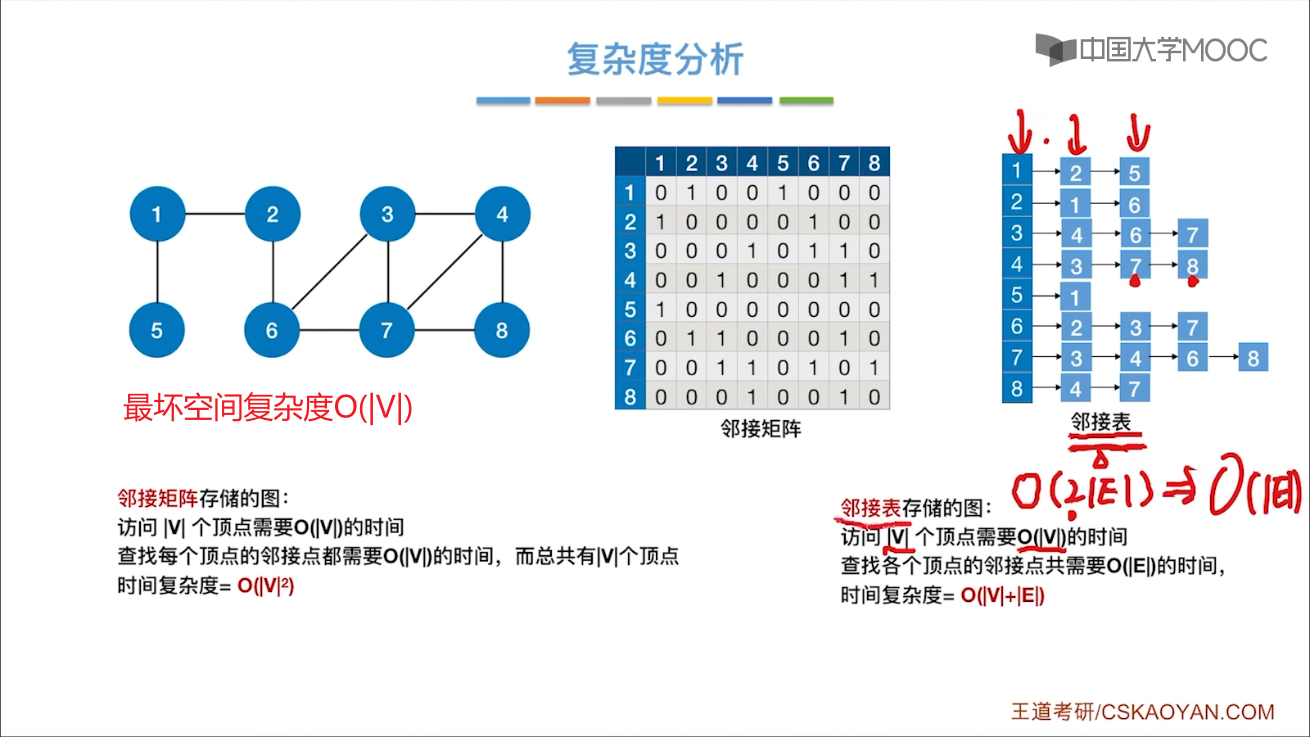 复杂度分析
中国大学MOOC
1 2 3 4
5 6 7 8
最坏空间复杂度O(|V|)
1 2 3 4 5 6 7 8
1 0 1 0 0 1 0 0 0
2 1 0 0 0 0 1 0 0
3 0 0 0 1 0 1 1 0
4 0 0 1 0 0 0 1 1
5 1 0 0 0 0 0 0 0
6 0 1 1 0 0 0 1 0
7 0 0 1 1 0 1 0 1
8 0 0 0 1 0 0 1 0
邻接矩阵
1 2 5
2 1 6
3 4 6 7
4 3 7 8
5 1
6 2 3 7
7 3 4 6 8
8 4 7
邻接表
O(2|E|)⇒O(|E|)
邻接矩阵存储的图：
访问 |V| 个顶点需要O(|V|)的时间
查找每个顶点的邻接点都需要O(|V|)的时间，而总共有|V|个顶点
时间复杂度= O(|V|²)
邻接表存储的图：
访问 |V| 个顶点需要O(|V|)的时间
查找各个顶点的邻接点共需要O(|E|)的时间，
时间复杂度= O(|V|+|E|)
王道考研/CSKAOYAN.COM